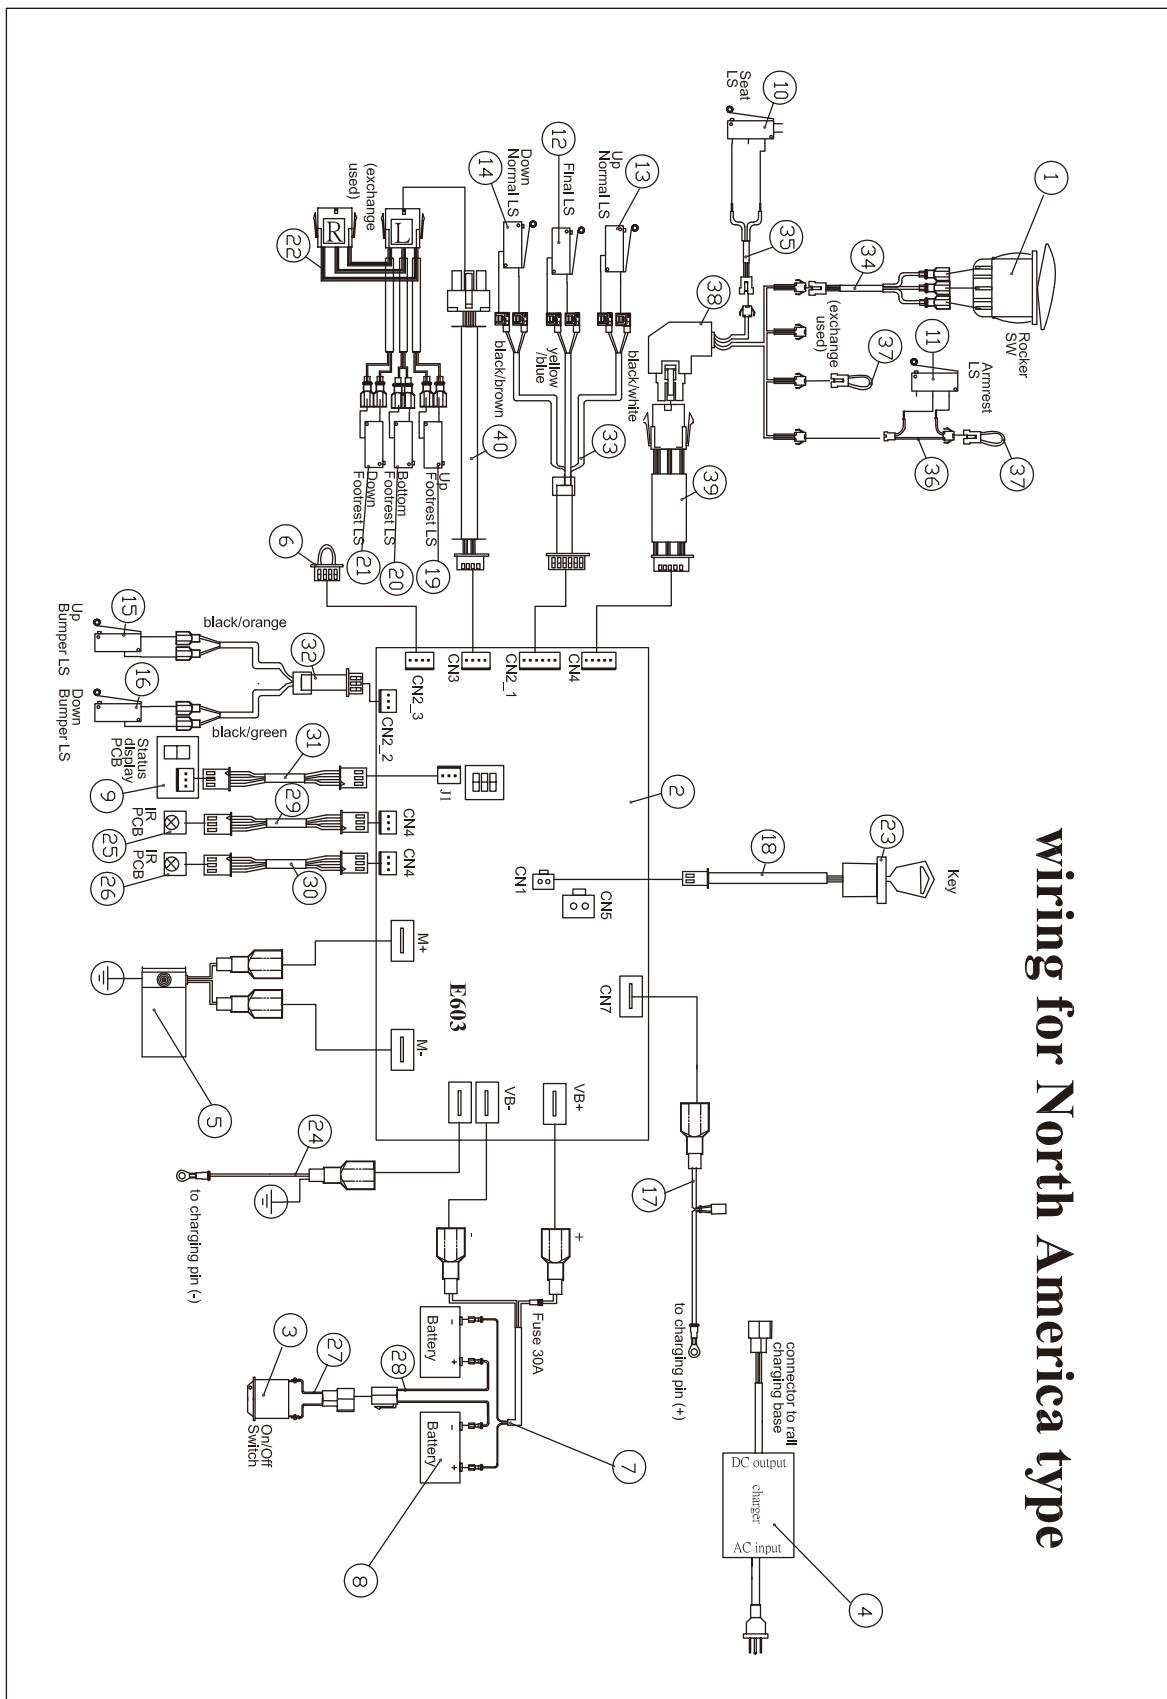 wiring for North America type
1
Rocker
SW
10
Seat
LS
35
34
(exchange
used)
37
11
Armrest
LS
36
37
13
Up
Normal LS
12
Final LS
14
Down
Normal LS
38
39
black/white
yellow
/blue
black/brown
33
40
(exchange
used)
R
L
22
Up
Footrest LS
19
Bottom
Footrest LS
20
Down
Footrest LS
21
6
CN4
CN2_1
CN3
CN2_3
CN2_2
J1
CN4
CN4
15
Up
Bumper LS
16
Down
Bumper LS
black/orange
black/green
32
Status
display
PCB
9
31
IR
PCB
25
29
IR
PCB
26
30
2
CN1
CN5
18
23
Key
CN7
E603
M+
M-
5
VB-
VB+
24
to charging pin (-)
17
to charging pin (+)
-
+
Fuse 30A
-
Battery
+
-
Battery
+
7
8
28
27
3
On/Off
Switch
connector to rail
charging base
DC output
charger
AC input
4